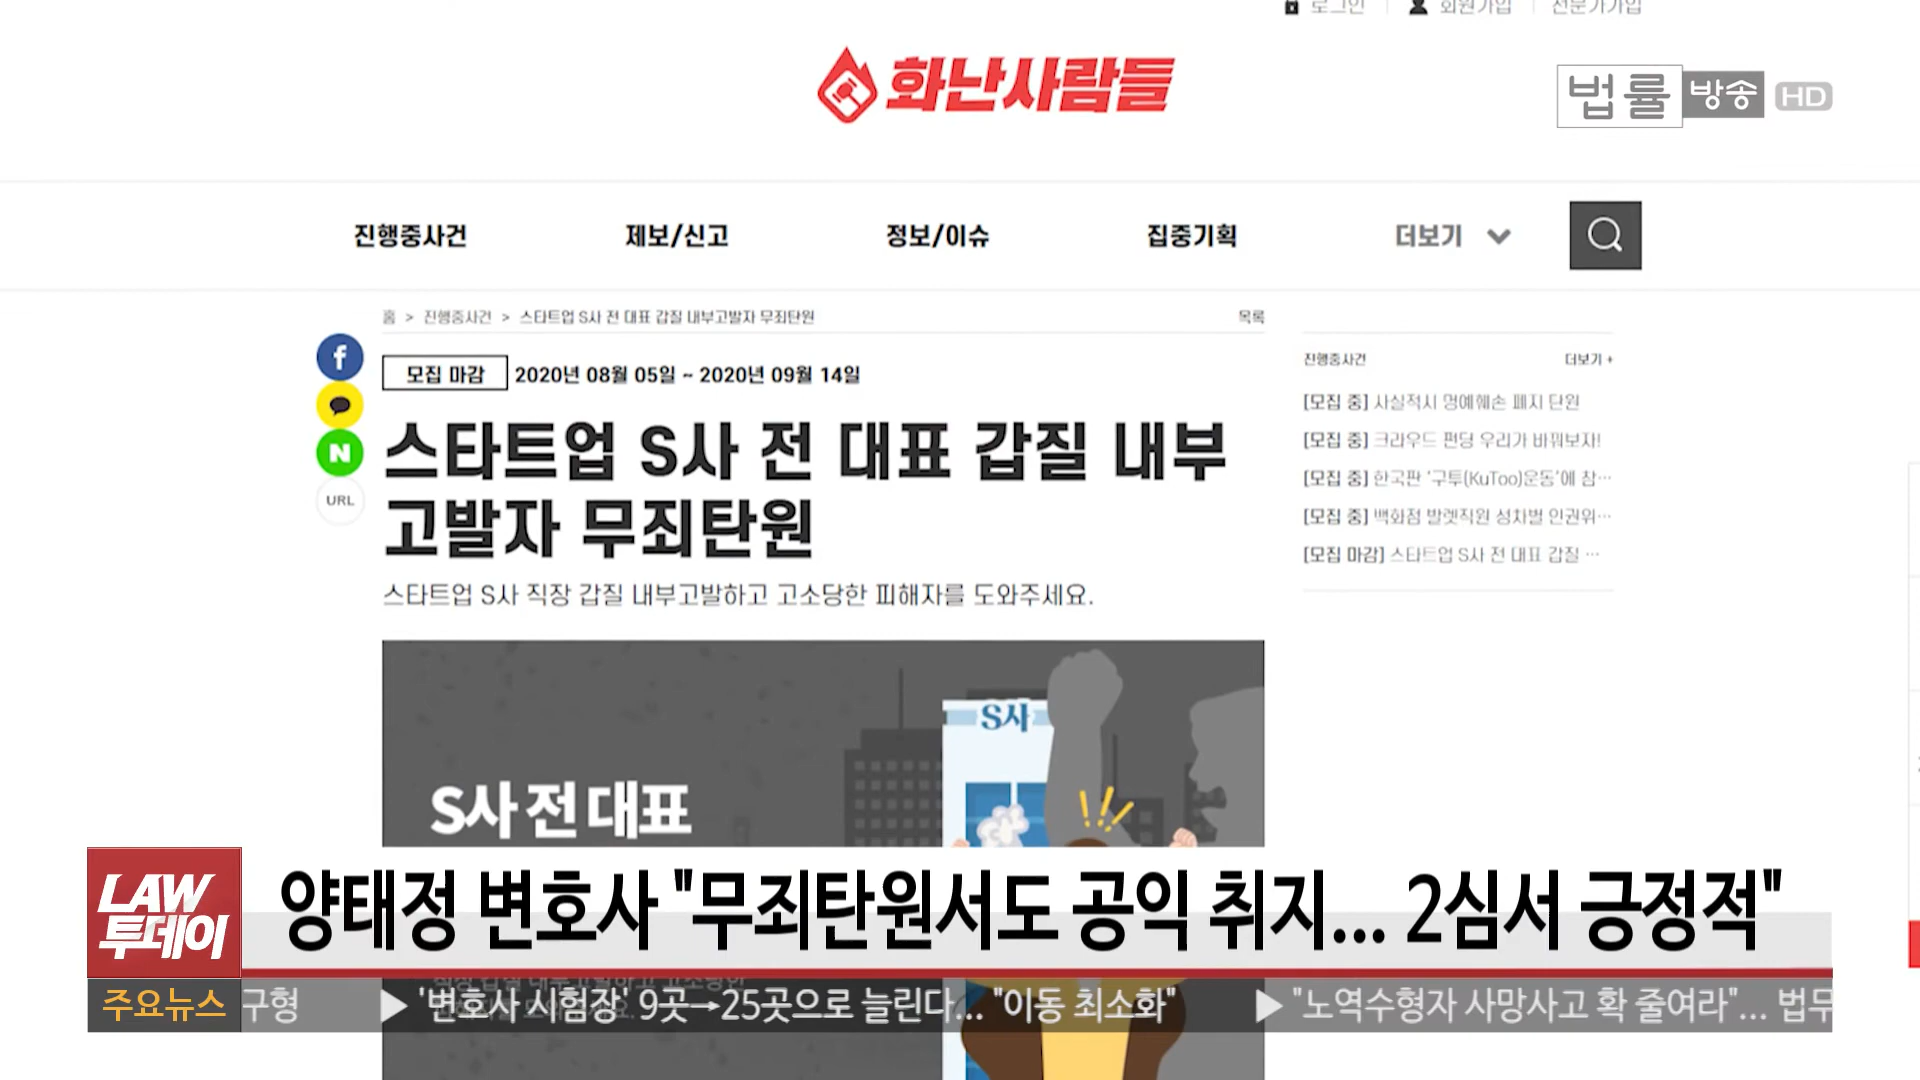 로그인 회원가입 전문가가입
화난사람들
법률방송 HD
진행중사건 제보/신고 정보/이슈 집중기획 더보기
홈 > 진행중사건 > 스타트업 S사 전 대표 갑질 내부고발자 무죄탄원 목록
모집 마감 2020년 08월 05일 ~ 2020년 09월 14일
스타트업 S사 전 대표 갑질 내부
고발자 무죄탄원
스타트업 S사 직장 갑질 내부고발하고 고소당한 피해자를 도와주세요.
f
N
URL
진행중사건 더보기 +
[모집 중] 사실적시 명예훼손 폐지 탄원
[모집 중] 크라우드 펀딩 우리가 바꿔보자!
[모집 중] 한국판 '구투(KuToo)운동'에 참…
[모집 중] 백화점 발렛직원 성차별 인권위…
[모집 마감] 스타트업 S사 전 대표 갑질 …
S사
S사 전 대표
LAW
투데이
양태정 변호사 "무죄탄원서도 공익 취지... 2심서 긍정적"
직장 갑질 내부고발하고 고소당한
주요뉴스 구형 ▶'변호사 시험장' 9곳→25곳으로 늘린다... "이동 최소화" ▶"노역수형자 사망사고 확 줄여라"... 법무